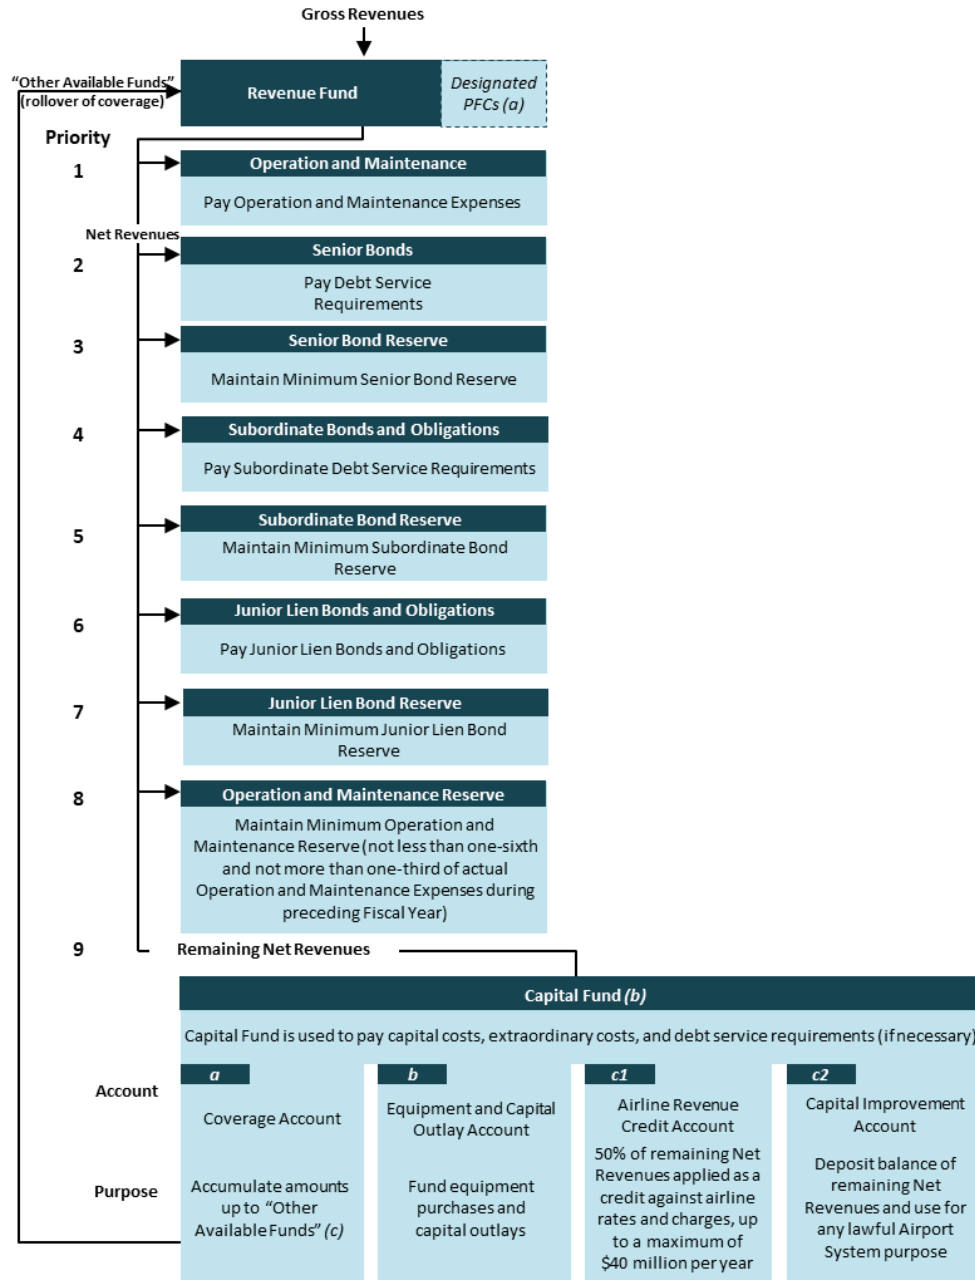 Gross Revenues
"Other Available Funds"
(rollover of coverage)
Revenue Fund
Designated
PFCs (a)
Priority
1
Operation and Maintenance
Pay Operation and Maintenance Expenses
Net Revenues
2
Senior Bonds
Pay Debt Service
Requirements
3
Senior Bond Reserve
Maintain Minimum Senior Bond Reserve
4
Subordinate Bonds and Obligations
Pay Subordinate Debt Service Requirements
5
Subordinate Bond Reserve
Maintain Minimum Subordinate Bond
Reserve
6
Junior Lien Bonds and Obligations
Pay Junior Lien Bonds and Obligations
7
Junior Lien Bond Reserve
Maintain Minimum Junior Lien Bond
Reserve
8
Operation and Maintenance Reserve
Maintain Minimum Operation and
Maintenance Reserve (not less than one-sixth
and not more than one-third of actual
Operation and Maintenance Expenses during
preceding Fiscal Year)
9
Remaining Net Revenues
Capital Fund (b)
Capital Fund is used to pay capital costs, extraordinary costs, and debt service requirements (if necessary)
Account
Purpose
a
Coverage Account
Accumulate amounts
up to "Other
Available Funds" (c)
b
Equipment and Capital
Outlay Account
Fund equipment
purchases and
capital outlays
c1
Airline Revenue
Credit Account
50% of remaining Net
Revenues applied as a
credit against airline
rates and charges, up
to a maximum of
$40 million per year
c2
Capital Improvement
Account
Deposit balance of
remaining Net
Revenues and use for
any lawful Airport
System purpose